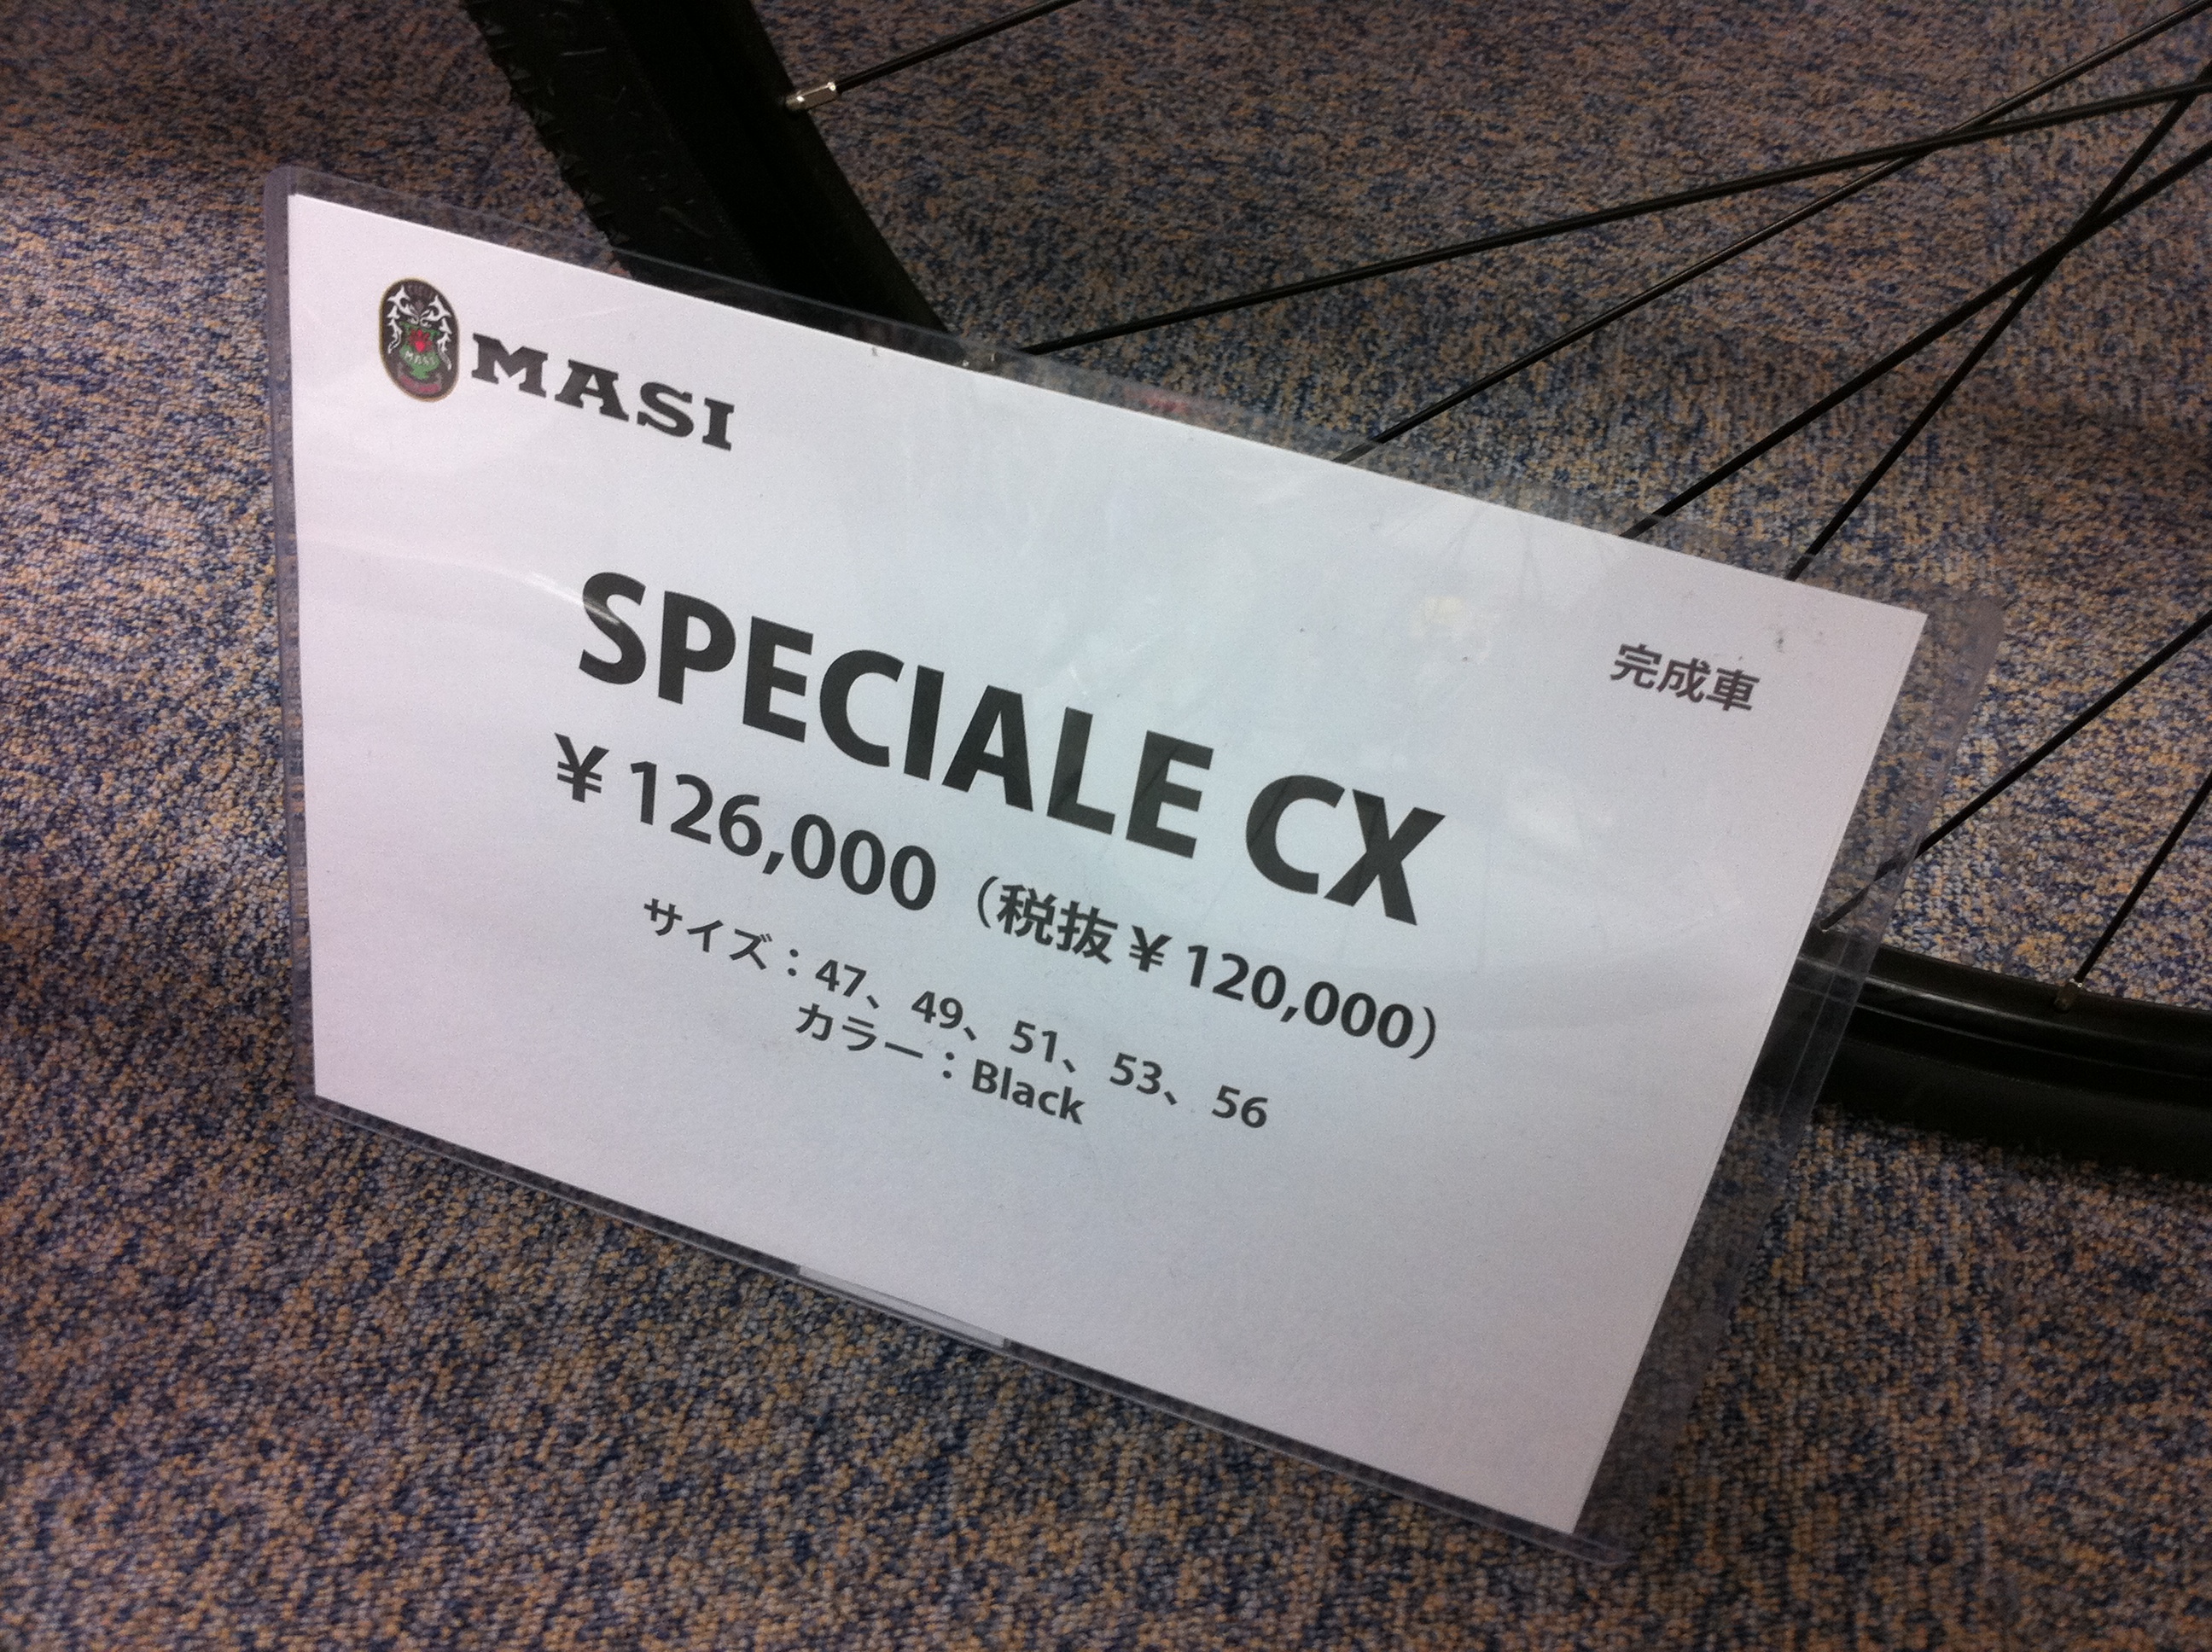 MASI
完成車
SPECIALE CX
¥126,000（税抜¥120,000）
サイズ：47、49、51、53、56
カラー：Black